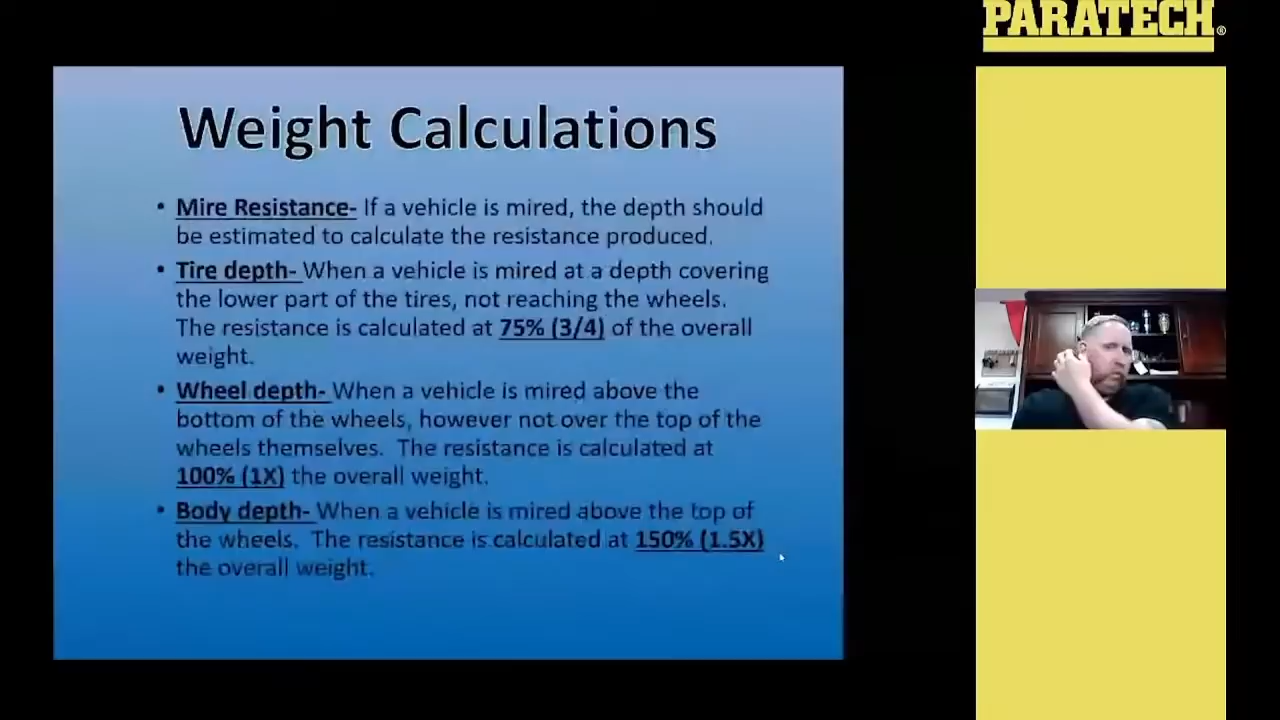 PARATECH®
Weight Calculations
• Mire Resistance- If a vehicle is mired, the depth should
be estimated to calculate the resistance produced.
• Tire depth- When a vehicle is mired at a depth covering
the lower part of the tires, not reaching the wheels.
The resistance is calculated at 75% (3/4) of the overall
weight.
• Wheel depth- When a vehicle is mired above the
bottom of the wheels, however not over the top of the
wheels themselves. The resistance is calculated at
100% (1X) the overall weight.
• Body depth- When a vehicle is mired above the top of
the wheels. The resistance is calculated at 150% (1.5X)
the overall weight.